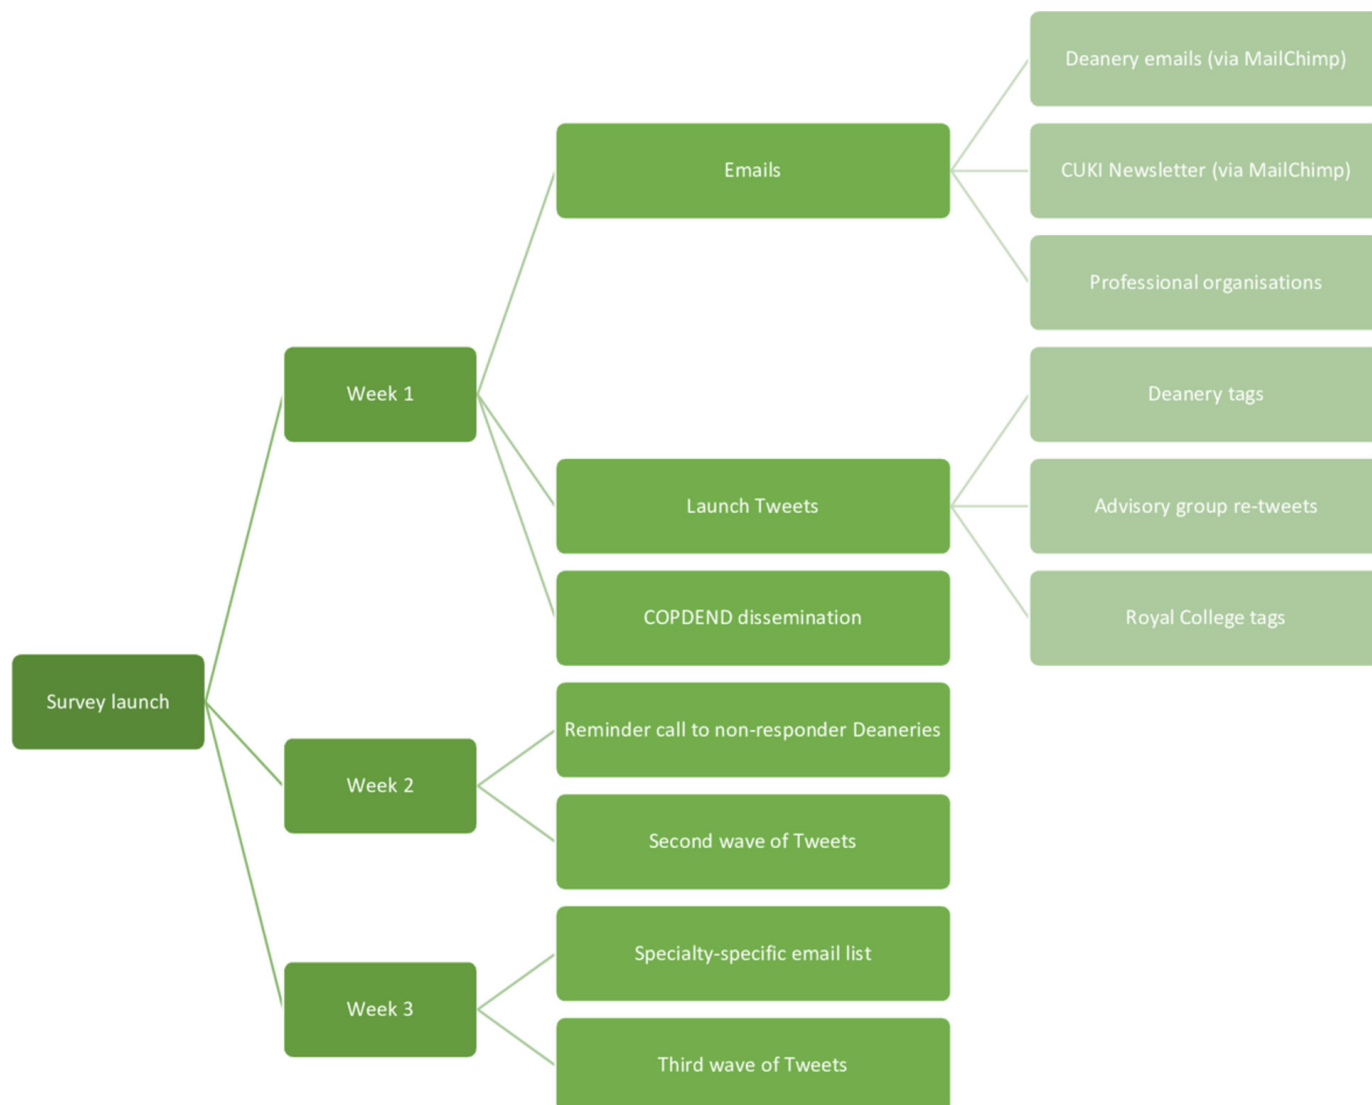 Deanery emails (via MailChimp)
Emails
CUKI Newsletter (via MailChimp)
Professional organisations
Week 1
Deanery tags
Launch Tweets
Advisory group re-tweets
COPDEND dissemination
Royal College tags
Survey launch
Reminder call to non-responder Deaneries
Week 2
Second wave of Tweets
Specialty-specific email list
Week 3
Third wave of Tweets